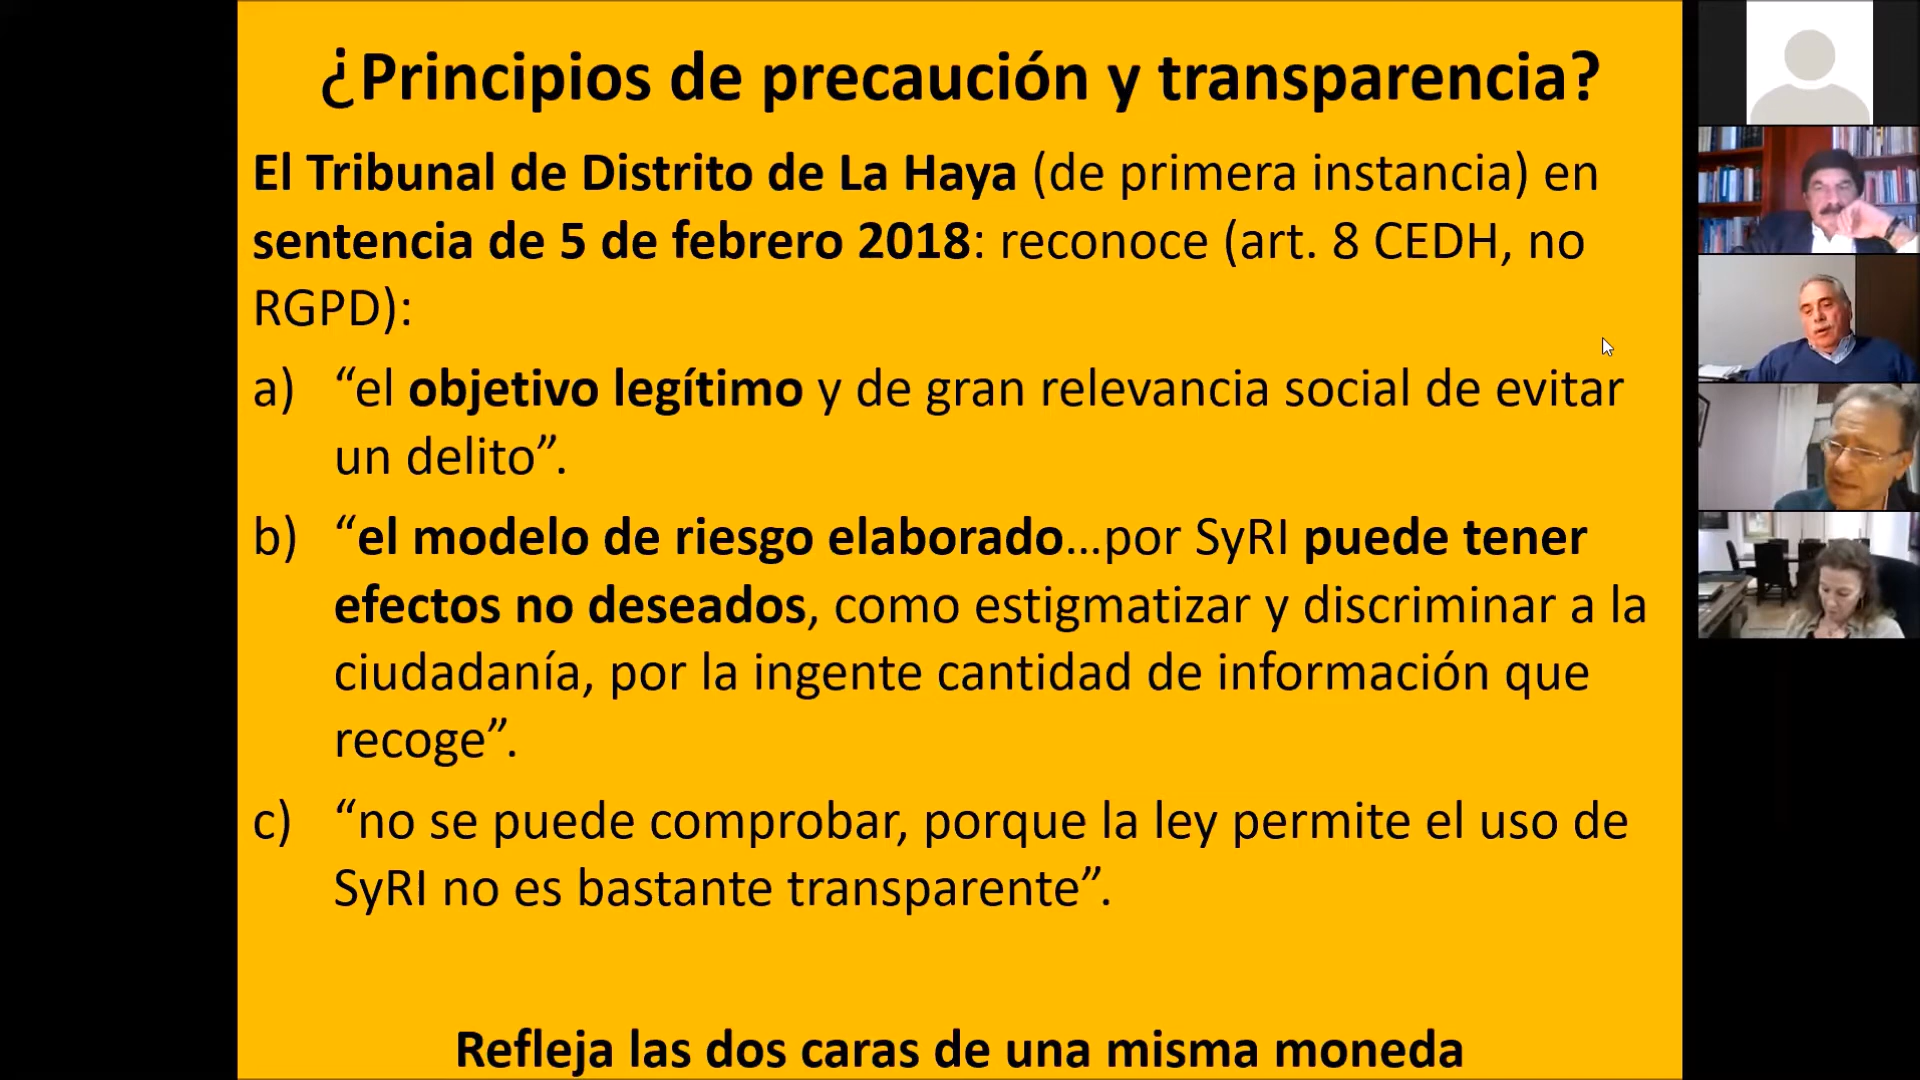 ¿Principios de precaución y transparencia?
El Tribunal de Distrito de La Haya (de primera instancia) en
sentencia de 5 de febrero 2018: reconoce (art. 8 CEDH, no
RGPD):
a) “el objetivo legítimo y de gran relevancia social de evitar
un delito”.
b) “el modelo de riesgo elaborado…por SyRI puede tener
efectos no deseados, como estigmatizar y discriminar a la
ciudadanía, por la ingente cantidad de información que
recoge”.
c) “no se puede comprobar, porque la ley permite el uso de
SyRI no es bastante transparente”.
Refleja las dos caras de una misma moneda